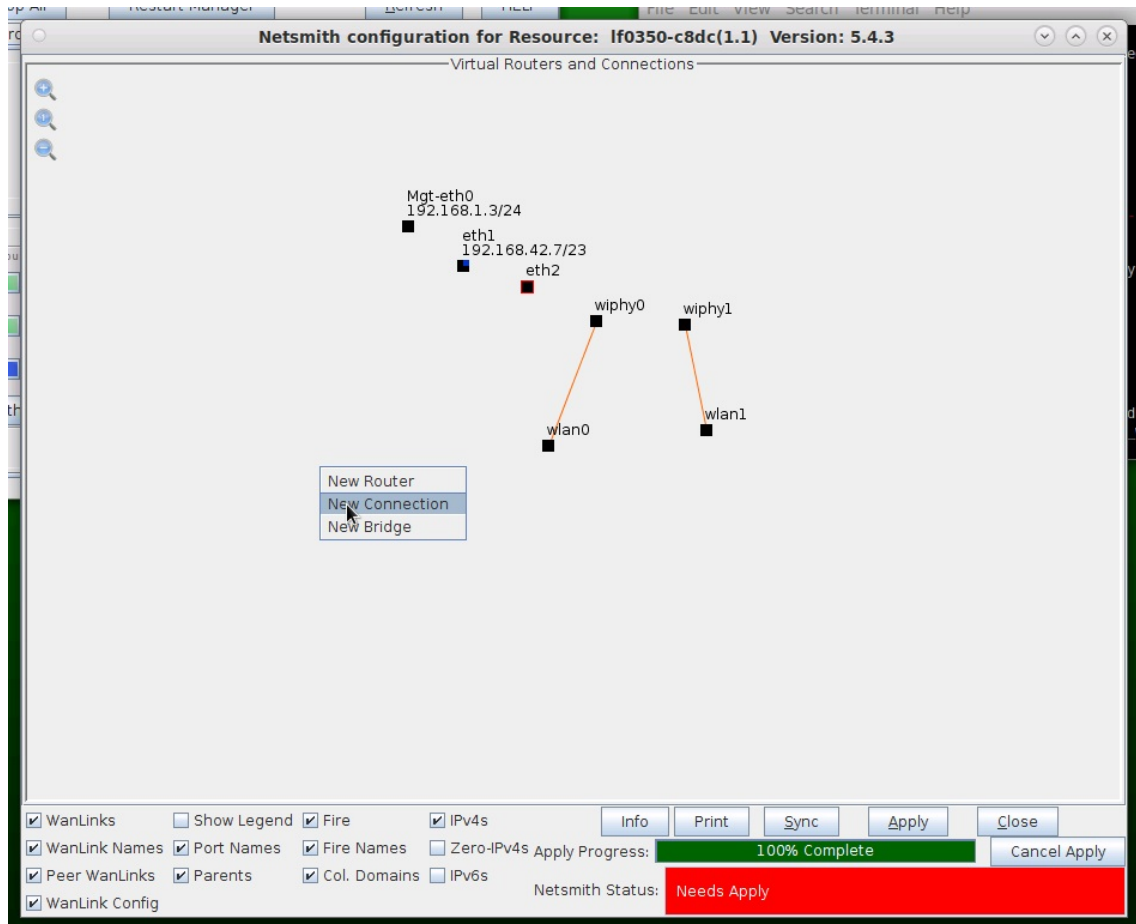 Restart Manager
Refresh
HELP
File Edit View Search Terminal Help
Netsmith configuration for Resource: lf0350-c8dc(1.1) Version: 5.4.3
Virtual Routers and Connections
Mgt-eth0
192.168.1.3/24
eth1
192.168.42.7/23
eth2
wiphy0
wiphy1
wlan0
wlan1
New Router
New Connection
New Bridge
WanLinks
Show Legend
Fire
IPv4s
Info
Print
Sync
Apply
Close
WanLink Names
Port Names
Fire Names
Zero-IPv4s
Apply Progress:
100% Complete
Cancel Apply
Peer WanLinks
Parents
Col. Domains
IPv6s
Netsmith Status:
Needs Apply
WanLink Config